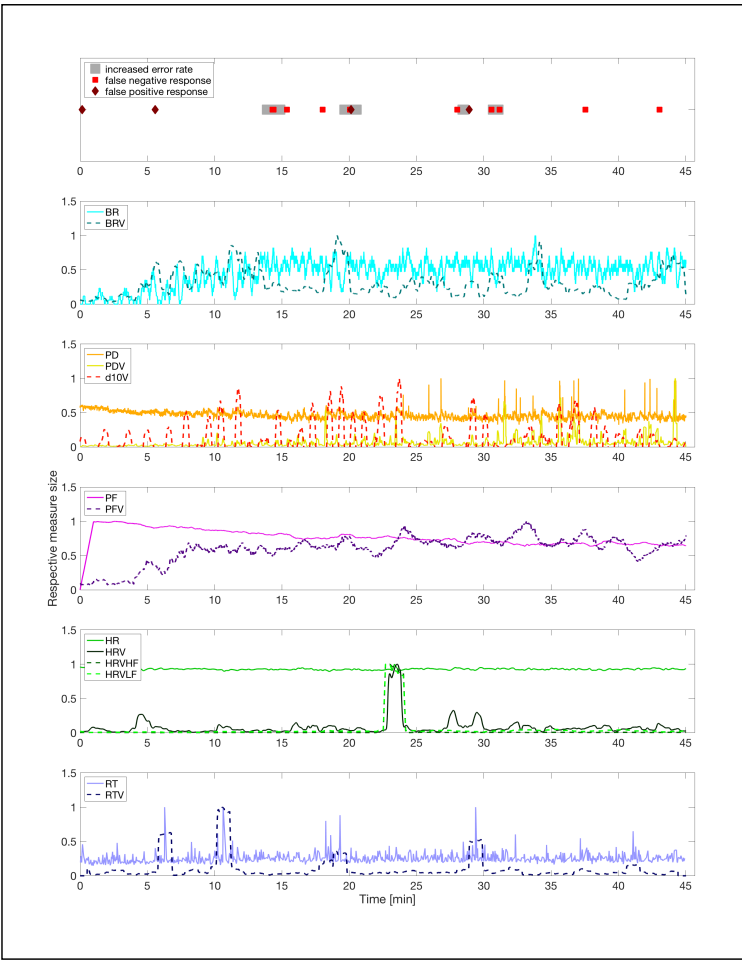 increased error rate
false negative response
false positive response
0 5 10 15 20 25 30 35 40 45
1.5
1
0.5
0
BR
BRV
0 5 10 15 20 25 30 35 40 45
1.5
1
0.5
0
PD
PDV
d10V
0 5 10 15 20 25 30 35 40 45
Respective measure size
1.5
1
0.5
0
PF
PFV
0 5 10 15 20 25 30 35 40 45
1.5
1
0.5
0
HR
HRV
HRVHF
HRVLF
0 5 10 15 20 25 30 35 40 45
1.5
1
0.5
0
RT
RTV
0 5 10 15 20 25 30 35 40 45
Time [min]